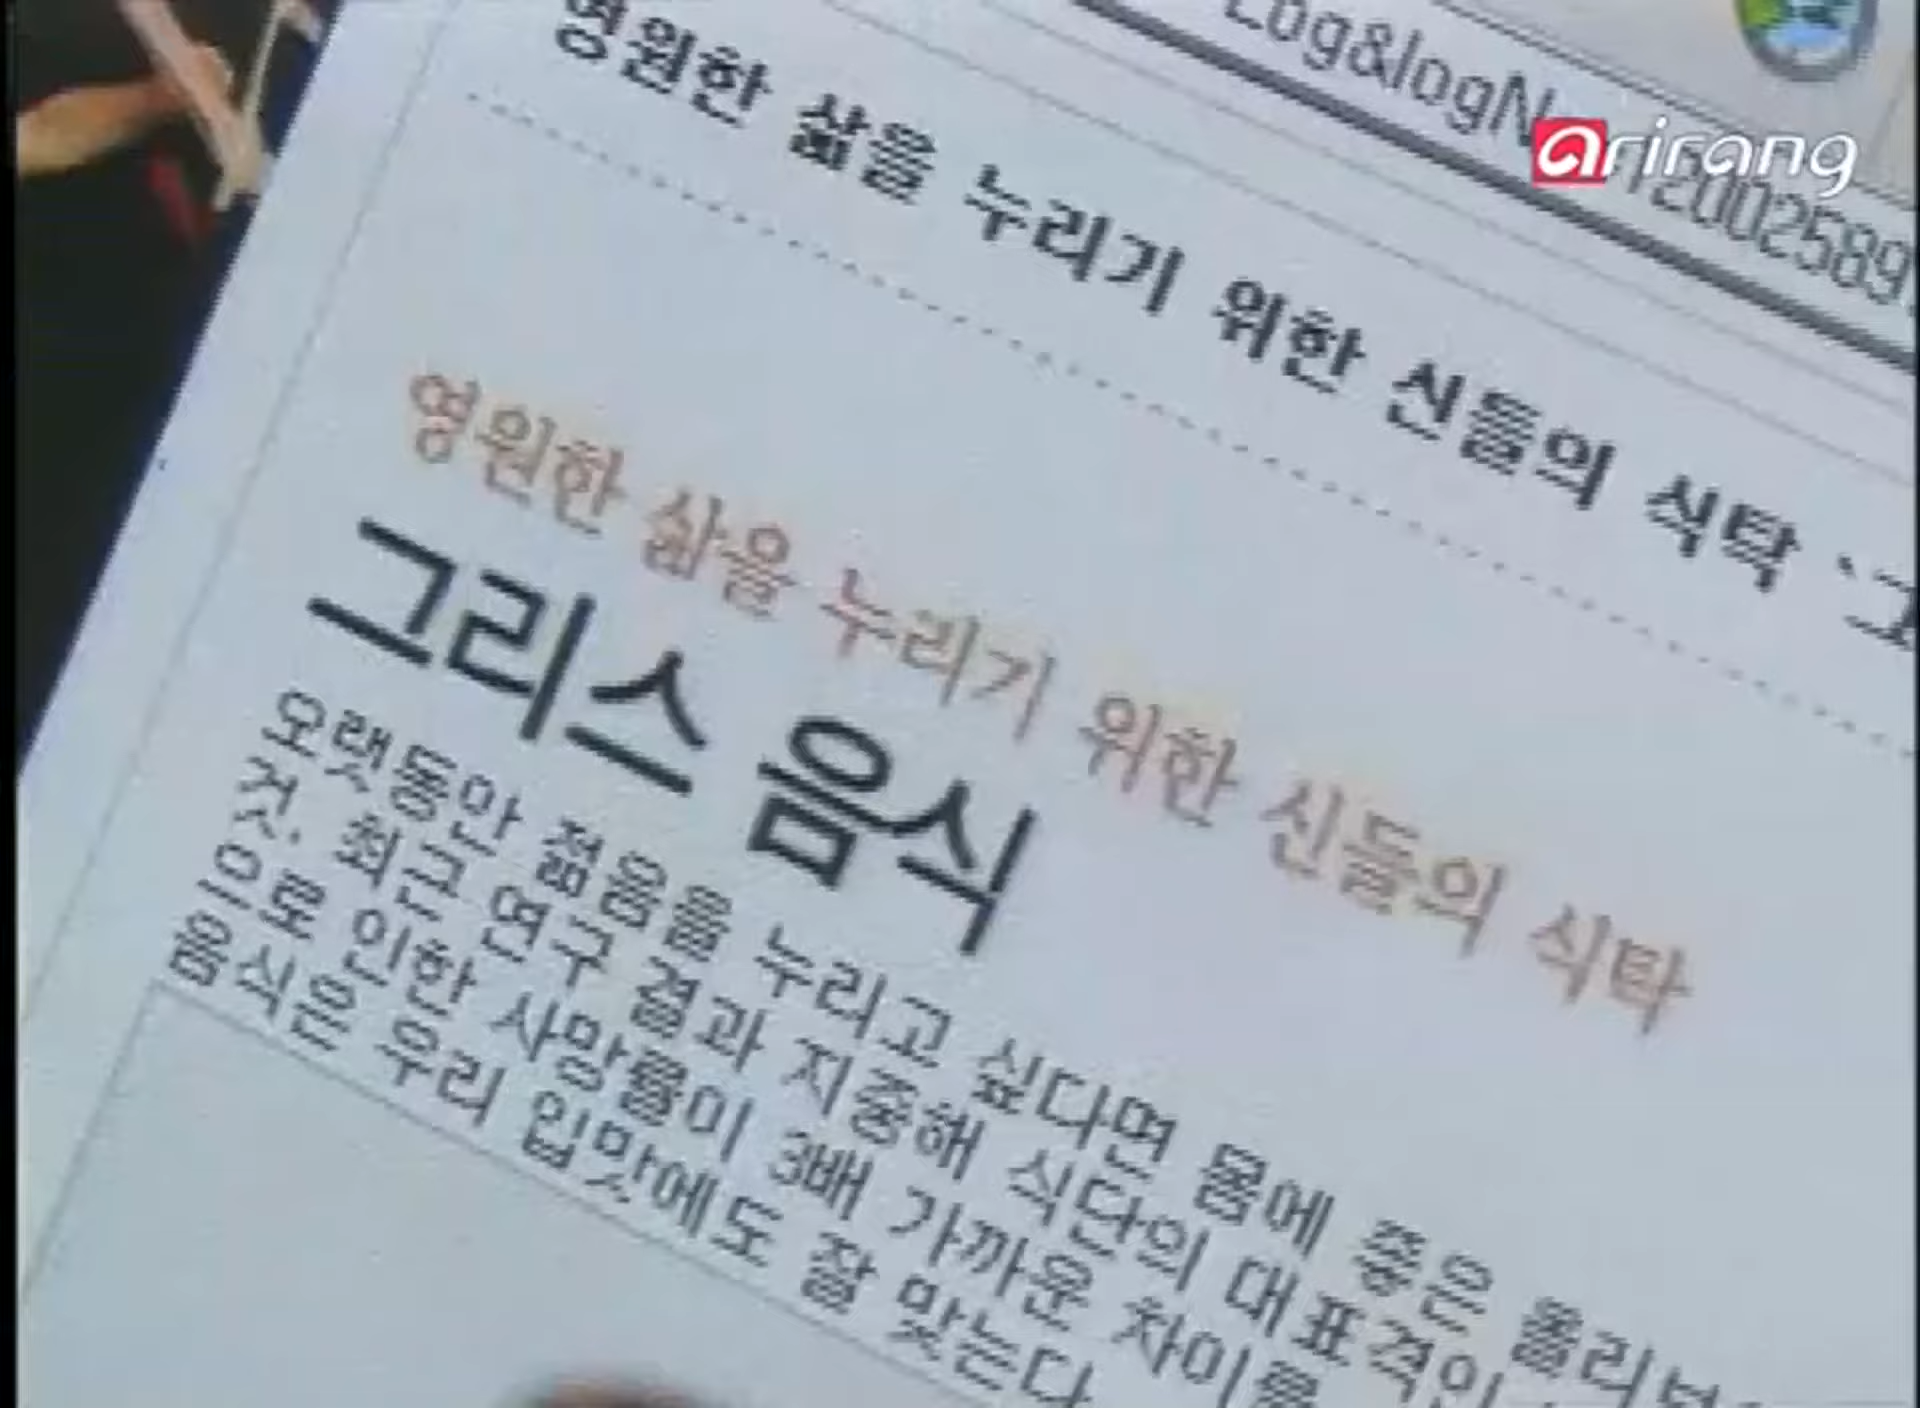 Log&logN
arirang
영원한 삶을 누리기 위한 신들의 식탁 '그
영원한 삶을 누리기 위한 신들의 식탁
그리스 음식
오랫동안 젊음을 누리고 싶다면 몸에 좋은 올리브
것. 최근 연구 결과 지중해 식단의 대표격인
으로 인한 사망률이 3배 가까운 차이를
음식은 우리 입맛에도 잘 맞는다